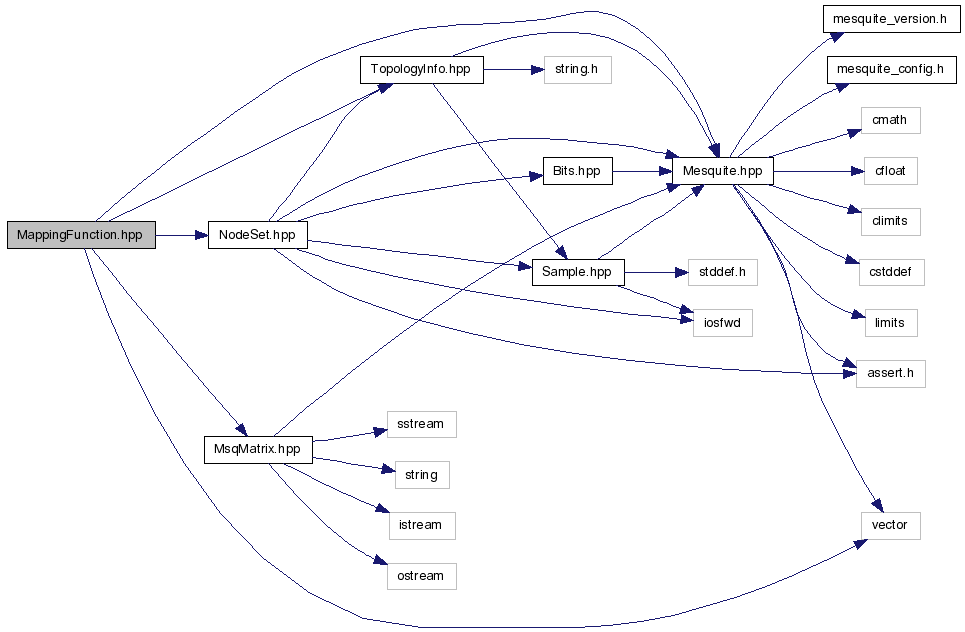 mesquite_version.h
TopologyInfo.hpp
string.h
mesquite_config.h
cmath
Bits.hpp
Mesquite.hpp
cfloat
MappingFunction.hpp
NodeSet.hpp
climits
Sample.hpp
stddef.h
cstddef
iosfwd
limits
assert.h
sstream
MsqMatrix.hpp
string
istream
vector
ostream